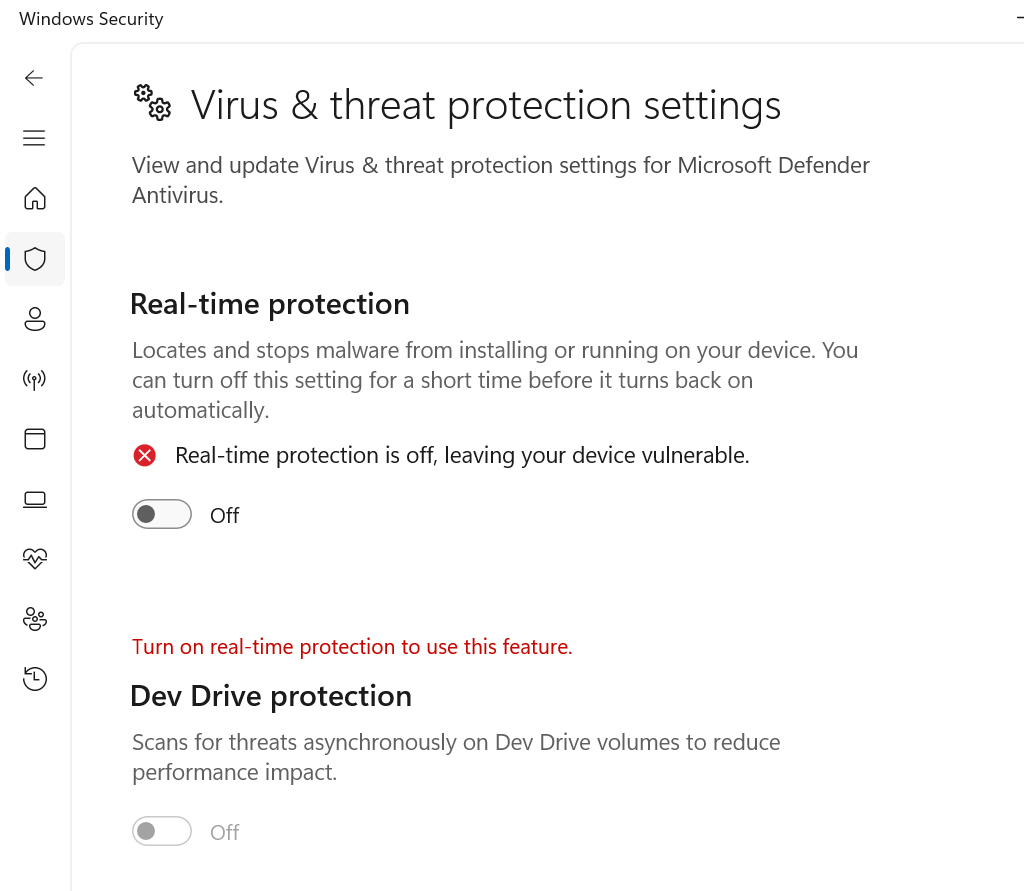 Windows Security
Virus & threat protection settings
View and update Virus & threat protection settings for Microsoft Defender
Antivirus.
Real-time protection
Locates and stops malware from installing or running on your device. You
can turn off this setting for a short time before it turns back on
automatically.
Real-time protection is off, leaving your device vulnerable.
Off
Turn on real-time protection to use this feature.
Dev Drive protection
Scans for threats asynchronously on Dev Drive volumes to reduce
performance impact.
Off